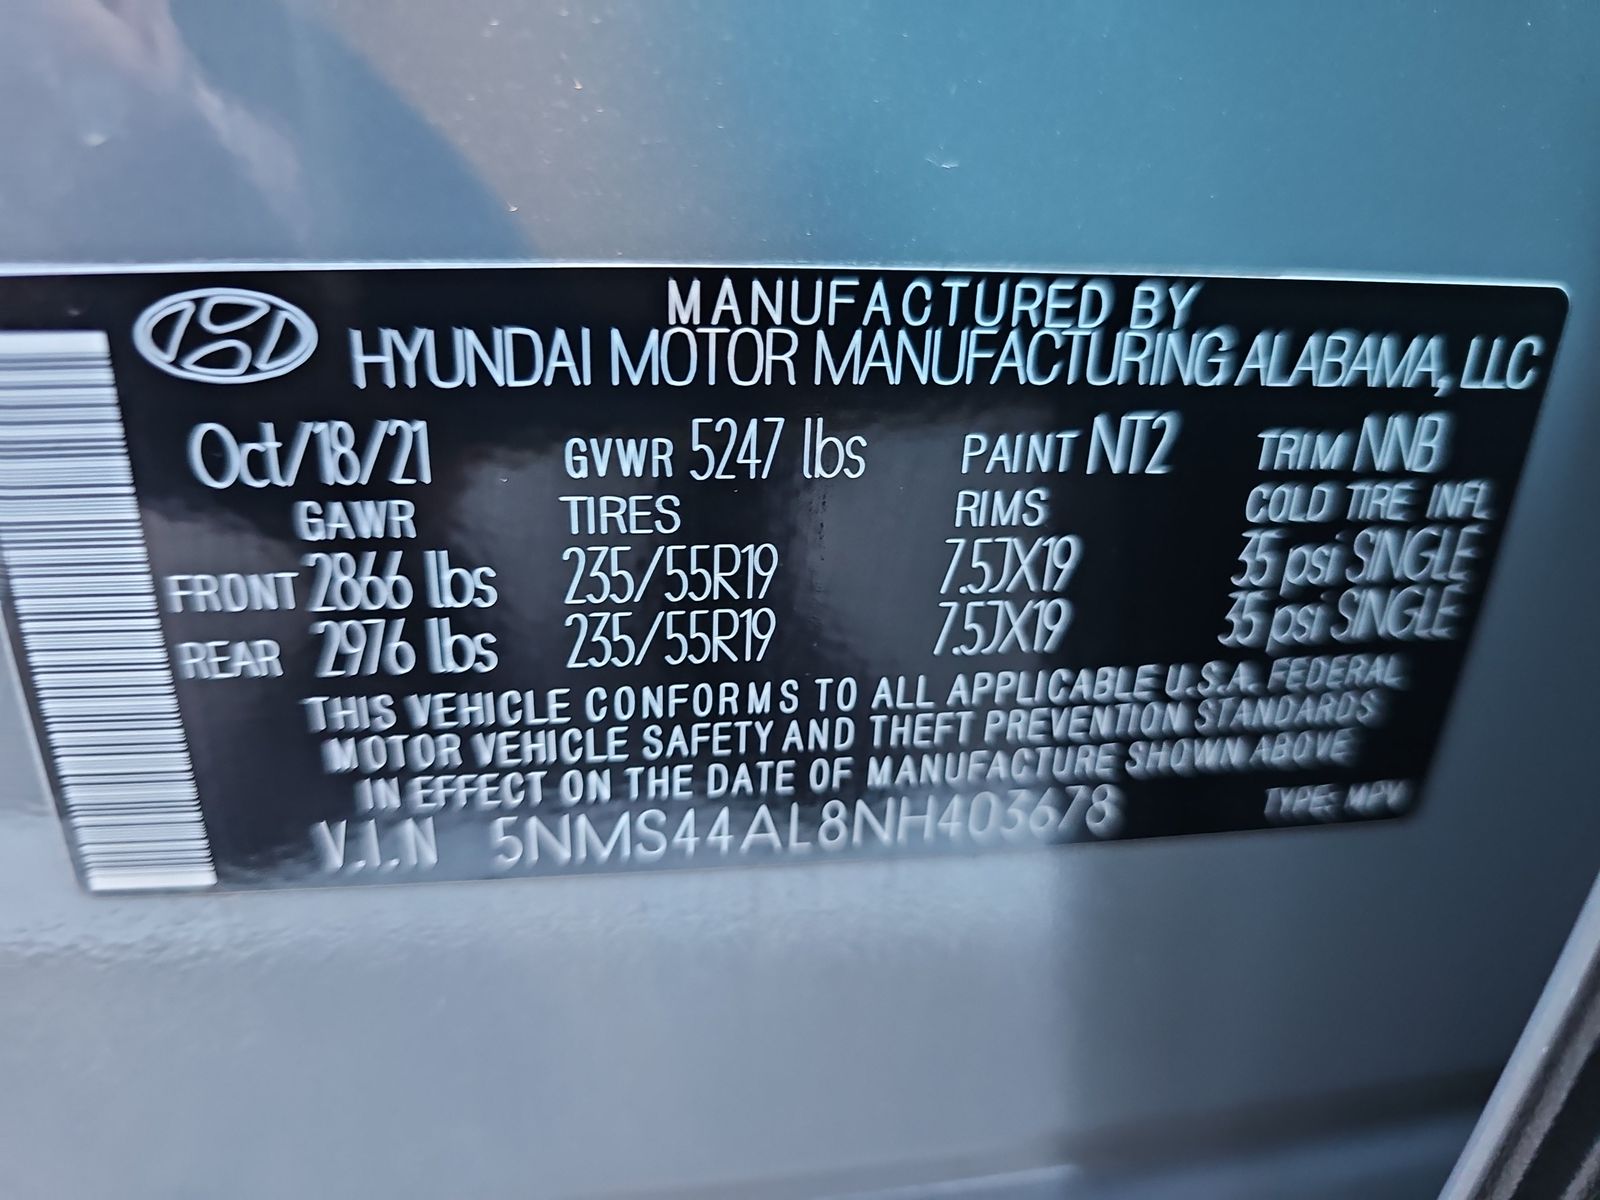 MANUFACTURED BY
HYUNDAI MOTOR MANUFACTURING ALABAMA, LLC
Oct/18/21 GVWR 5247 lbs PAINT NT2 TRIM NNB
GAWR TIRES RIMS COLD TIRE INFL
FRONT 2866 lbs 235/55R19 7.5JX19 35 psi SINGLE
REAR 2976 lbs 235/55R19 7.5JX19 35 psi SINGLE
THIS VEHICLE CONFORMS TO ALL APPLICABLE U.S.A. FEDERAL
MOTOR VEHICLE SAFETY AND THEFT PREVENTION STANDARDS
IN EFFECT ON THE DATE OF MANUFACTURE SHOWN ABOVE
V.I.N 5NMS44AL8NH403678 TYPE: MPV